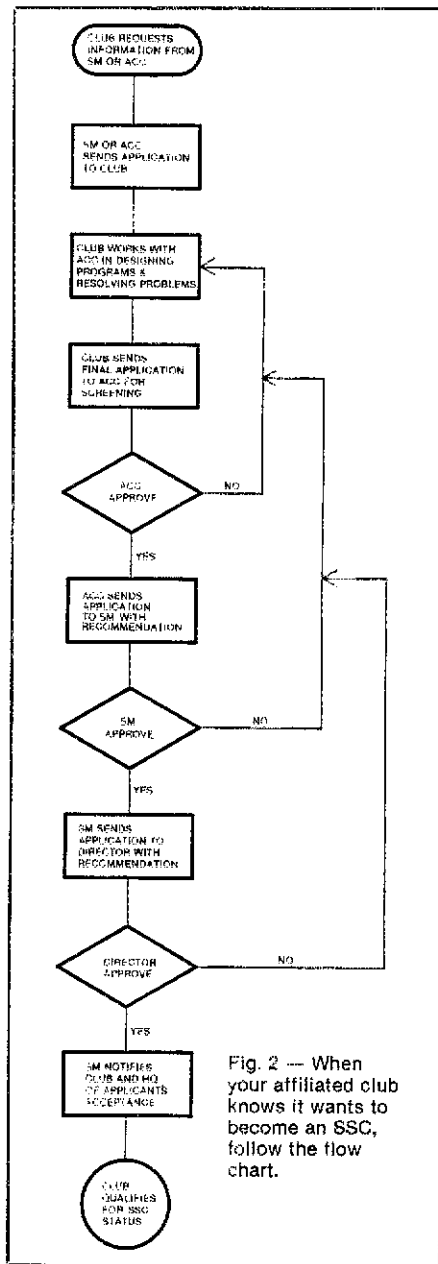 CLUB REQUESTS
INFORMATION FROM
SM OR ACC
SM OR ACC
SENDS APPLICATION
TO CLUB
CLUB WORKS WITH
ACC IN DESIGNING
PROGRAMS &
RESOLVING PROBLEMS
CLUB SENDS
FINAL APPLICATION
TO ACC FOR
SCREENING
ACC
APPROVE
NO
YES
ACC SENDS
APPLICATION
TO SM WITH
RECOMMENDATION
SM
APPROVE
NO
YES
SM SENDS
APPLICATION TO
DIRECTOR WITH
RECOMMENDATION
DIRECTOR
APPROVE
NO
YES
SM NOTIFIES
CLUB AND HQ
OF APPLICANTS
ACCEPTANCE
CLUB
QUALIFIES
FOR SSC
STATUS
Fig. 2 — When
your affiliated club
knows it wants to
become an SSC,
follow the flow
chart.